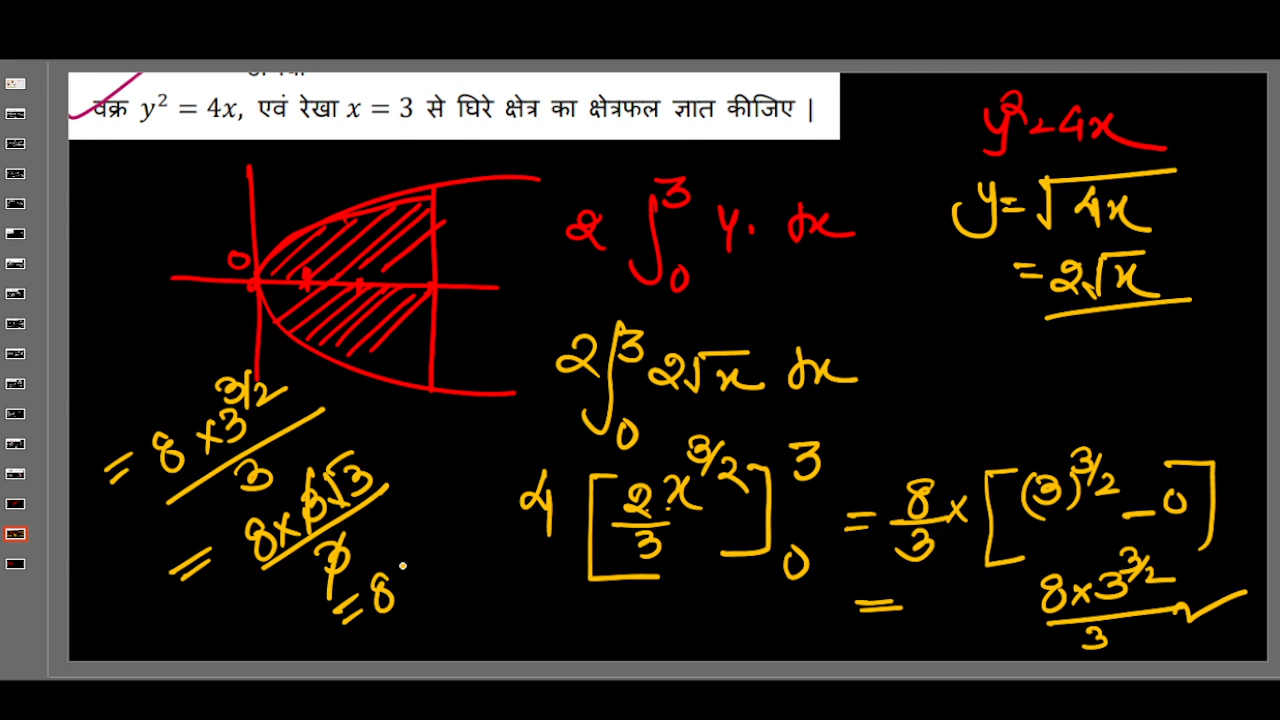 वक्र y² = 4x, एवं रेखा x = 3 से घिरे क्षेत्र का क्षेत्रफल ज्ञात कीजिए |
y² = 4x
y = √4x
= 2√x
0
2 ∫₀³ y. dx
2 ∫₀³ 2√x dx
4 [2/3 x^3/2]₀³ = 8/3 × [(3)^3/2 - 0]
= 8×3^3/2 / 3
= 8×3^3/2 / 3
= 8×3√3 / 3
= 8